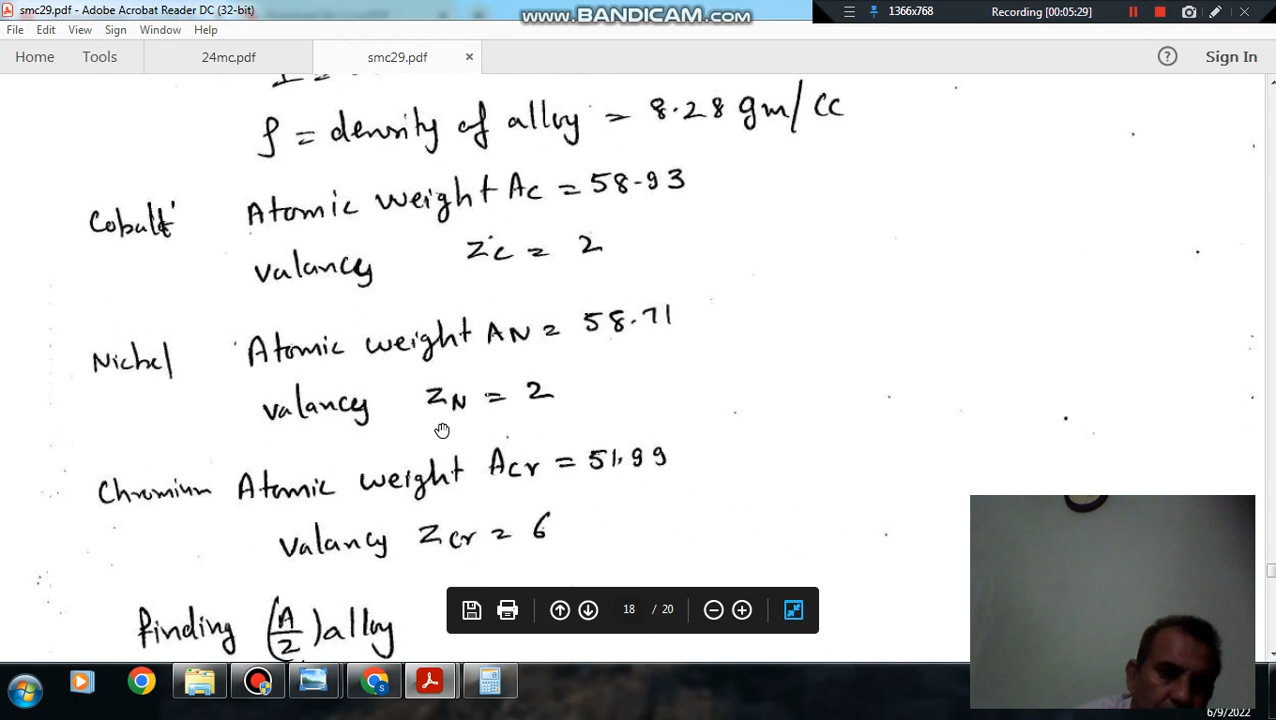 smc29.pdf - Adobe Acrobat Reader DC (32-bit)
www.BANDICAM.com
1366x768
Recording [00:05:29]
File Edit View Sign Window Help
Home Tools 24mc.pdf smc29.pdf × ? Sign In
ρ = density of alloy = 8.28 gm/cc
Cobalt Atomic weight Ac = 58.93
valancy Zc = 2
Nickel Atomic weight AN = 58.71
valancy ZN = 2
Chromium Atomic weight Acr = 51.99
valancy Zcr = 6
18 / 20
finding (A/Z) alloy
6/9/2022